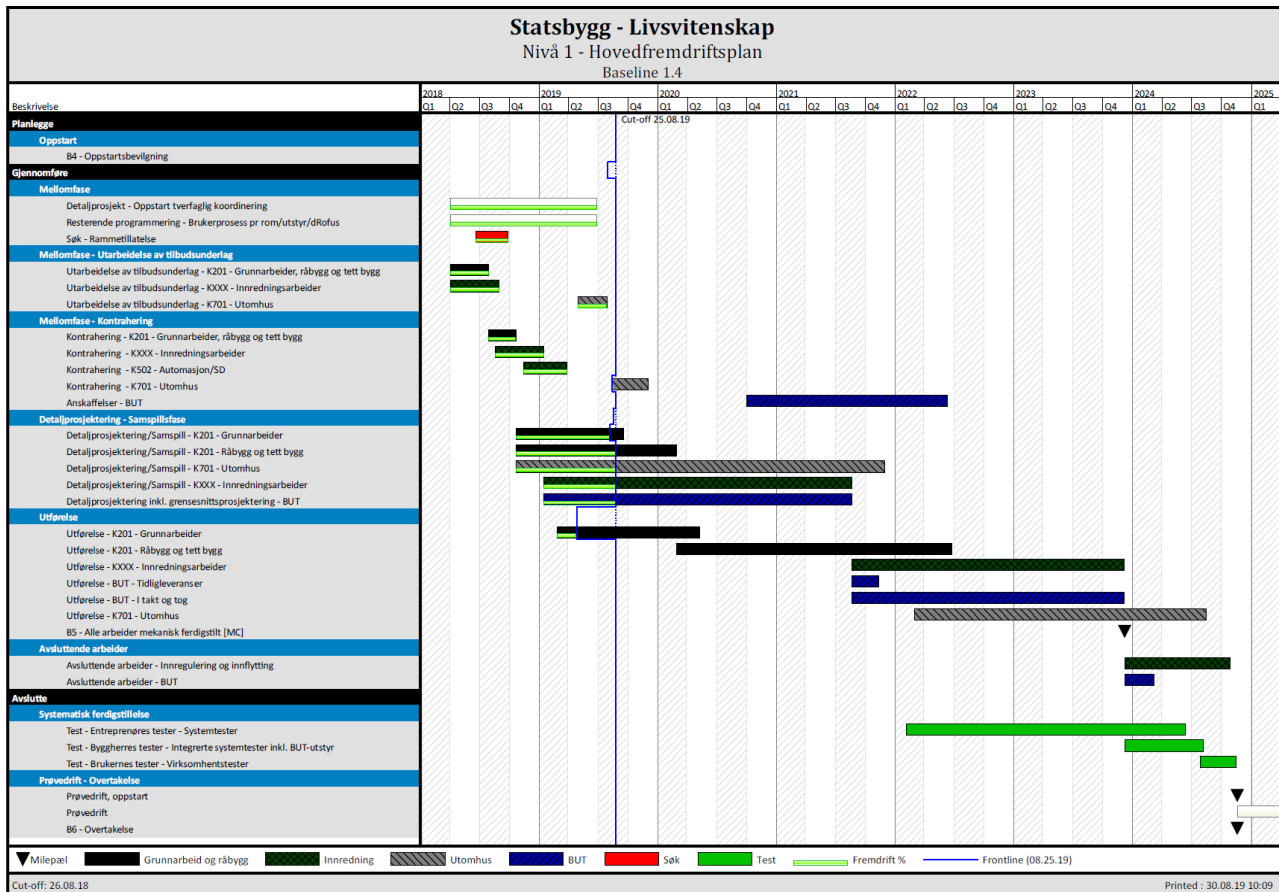 Statsbygg - Livsvitenskap
Nivå 1 - Hovedfremdriftsplan
Baseline 1.4
2018 2019 2020 2021 2022 2023 2024 2025
Beskrivelse Q1 Q2 Q3 Q4 Q1 Q2 Q3 Q4 Q1 Q2 Q3 Q4 Q1 Q2 Q3 Q4 Q1 Q2 Q3 Q4 Q1 Q2 Q3 Q4 Q1 Q2 Q3 Q4 Q1
Planlegge Cut-off 25.08.19
Oppstart
B4 - Oppstartsbevilgning
Gjennomføre
Mellomfase
Detaljprosjekt - Oppstart tverfaglig koordinering
Resterende programmering - Brukerprosess pr rom/utstyr/dRofus
Søk - Rammetillatelse
Mellomfase - Utarbeidelse av tilbudsunderlag
Utarbeidelse av tilbudsunderlag - K201 - Grunnarbeider, råbygg og tett bygg
Utarbeidelse av tilbudsunderlag - KXXX - Innredningsarbeider
Utarbeidelse av tilbudsunderlag - K701 - Utomhus
Mellomfase - Kontrahering
Kontrahering - K201 - Grunnarbeider, råbygg og tett bygg
Kontrahering - KXXX - Innredningsarbeider
Kontrahering - K502 - Automasjon/SD
Kontrahering - K701 - Utomhus
Anskaffelser - BUT
Detaljprosjektering - Samspillsfase
Detaljprosjektering/Samspill - K201 - Grunnarbeider
Detaljprosjektering/Samspill - K201 - Råbygg og tett bygg
Detaljprosjektering/Samspill - K701 - Utomhus
Detaljprosjektering/Samspill - KXXX - Innredningsarbeider
Detaljprosjektering inkl. grensesnittsprosjektering - BUT
Utførelse
Utførelse - K201 - Grunnarbeider
Utførelse - K201 - Råbygg og tett bygg
Utførelse - KXXX - Innredningsarbeider
Utførelse - BUT - Tidligleveranser
Utførelse - BUT - I takt og tog
Utførelse - K701 - Utomhus
B5 - Alle arbeider mekanisk ferdigstilt [MC]
Avsluttende arbeider
Avsluttende arbeider - Innregulering og innflytting
Avsluttende arbeider - BUT
Avslutte
Systematisk ferdigstillelse
Test - Entreprenøres tester - Systemtester
Test - Byggherres tester - Integrerte systemtester inkl. BUT-utstyr
Test - Brukernes tester - Virksomhentstester
Prøvedrift - Overtakelse
Prøvedrift, oppstart
Prøvedrift
B6 - Overtakelse
Milepæl Grunnarbeid og råbygg Innredning Utomhus BUT Søk Test Fremdrift % Frontline (08.25.19)
Cut-off: 26.08.18 Printed : 30.08.19 10:09